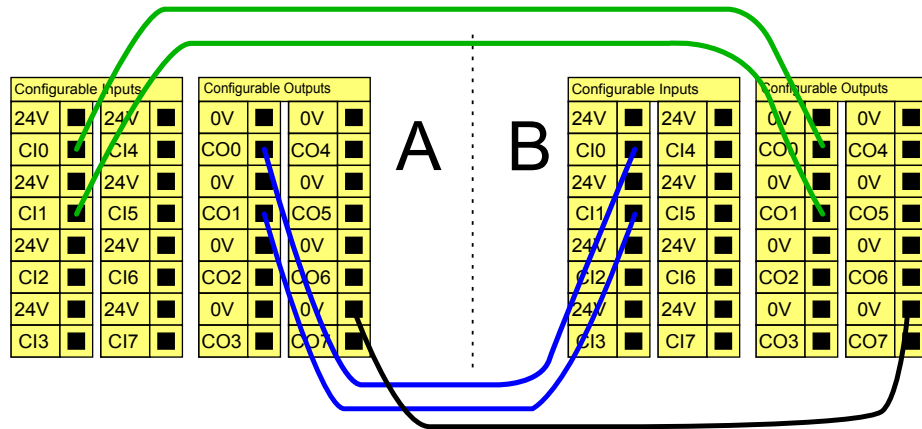 Configurable Inputs Configurable Outputs Configurable Inputs Configurable Outputs
24V 24V 0V 0V A B 24V 24V 0V 0V
CI0 CI4 CO0 CO4 CI0 CI4 CO0 CO4
24V 24V 0V 0V 24V 24V 0V 0V
CI1 CI5 CO1 CO5 CI1 CI5 CO1 CO5
24V 24V 0V 0V 24V 24V 0V 0V
CI2 CI6 CO2 CO6 CI2 CI6 CO2 CO6
24V 24V 0V 0V 24V 24V 0V 0V
CI3 CI7 CO3 CO7 CI3 CI7 CO3 CO7